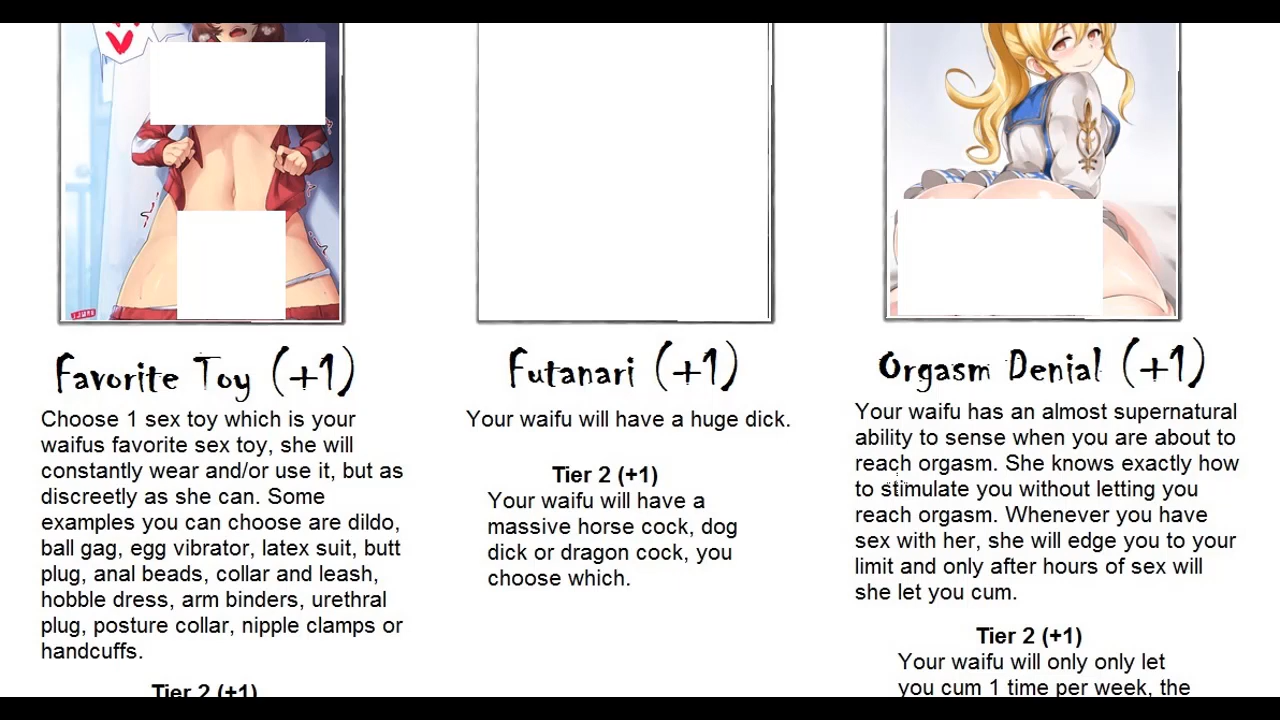 Favorite Toy (+1)
Choose 1 sex toy which is your
waifus favorite sex toy, she will
constantly wear and/or use it, but as
discreetly as she can. Some
examples you can choose are dildo,
ball gag, egg vibrator, latex suit, butt
plug, anal beads, collar and leash,
hobble dress, arm binders, urethral
plug, posture collar, nipple clamps or
handcuffs.
Tier 2 (+1)
Futanari (+1)
Your waifu will have a huge dick.
Tier 2 (+1)
Your waifu will have a
massive horse cock, dog
dick or dragon cock, you
choose which.
Orgasm Denial (+1)
Your waifu has an almost supernatural
ability to sense when you are about to
reach orgasm. She knows exactly how
to stimulate you without letting you
reach orgasm. Whenever you have
sex with her, she will edge you to your
limit and only after hours of sex will
she let you cum.
Tier 2 (+1)
Your waifu will only only let
you cum 1 time per week, the